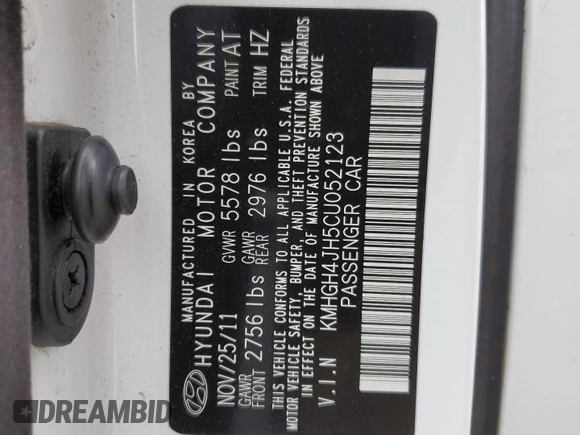 MANUFACTURED IN KOREA BY
HYUNDAI MOTOR COMPANY
NOV/25/11 GVWR 5578 lbs PAINT AT
GAWR FRONT 2756 lbs GAWR REAR 2976 lbs TRIM HZ
THIS VEHICLE CONFORMS TO ALL APPLICABLE U.S.A. FEDERAL
MOTOR VEHICLE SAFETY, BUMPER, AND THEFT PREVENTION STANDARDS
IN EFFECT ON THE DATE OF MANUFACTURE SHOWN ABOVE
V.I.N KMHGH4JH5CU052123
PASSENGER CAR
DREAMBID